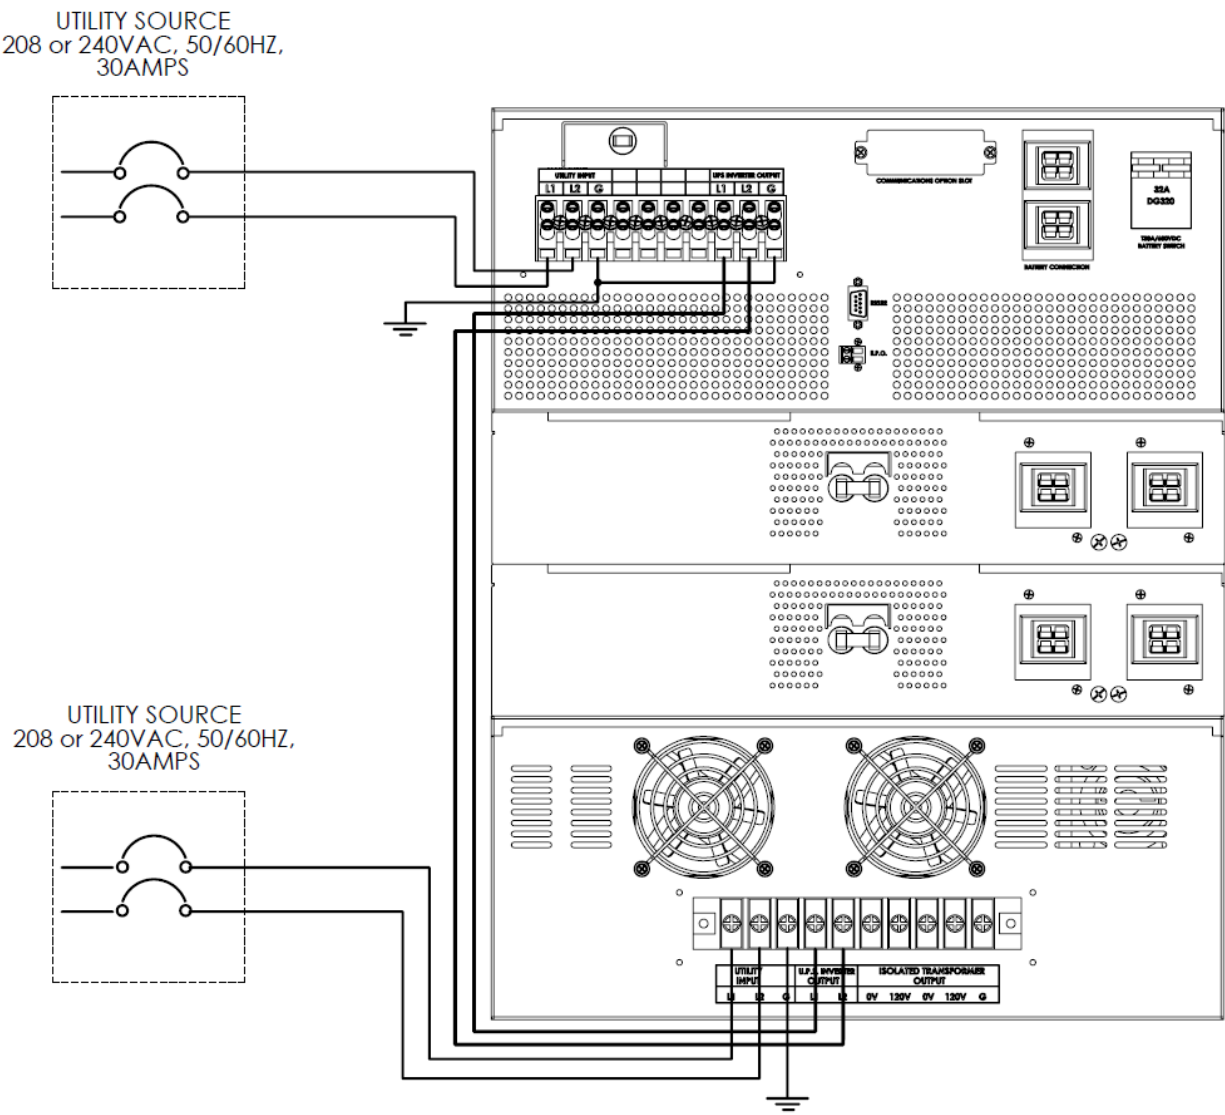 UTILITY SOURCE
208 or 240VAC, 50/60HZ,
30AMPS
UTILITY INPUT
UPS INVERTER OUTPUT
L1 L2 G
L1 L2 G
COMMUNICATIONS OPTION SLOT
32A
DG320
BATTERY SWITCH
BATTERY CONNECTION
RS232
E.P.O.
UTILITY SOURCE
208 or 240VAC, 50/60HZ,
30AMPS
UTILITY
INPUT
U.P.S. INVERTER
OUTPUT
ISOLATED TRANSFORMER
OUTPUT
L1 L2 G
L1 L2
0V 120V 0V 120V G